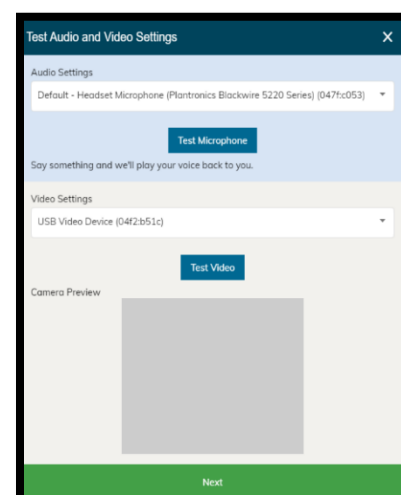 Test Audio and Video Settings
Audio Settings
Default - Headset Microphone (Plantronics Blackwire 5220 Series) (047f:c053)
Test Microphone
Say something and we'll play your voice back to you.
Video Settings
USB Video Device (04f2:b51c)
Test Video
Camera Preview
Next